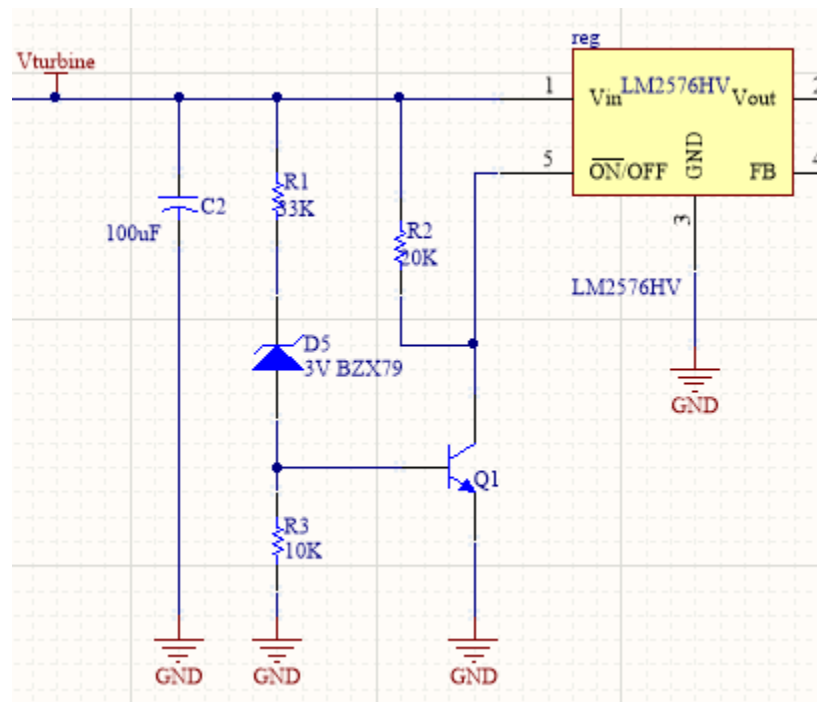 Vturbine
reg
1
Vin
LM2576HV
Vout
2
5
ON/OFF
GND
FB
4
3
LM2576HV
C2
100uF
R1
33K
R2
20K
D5
3V BZX79
Q1
R3
10K
GND
GND
GND
GND